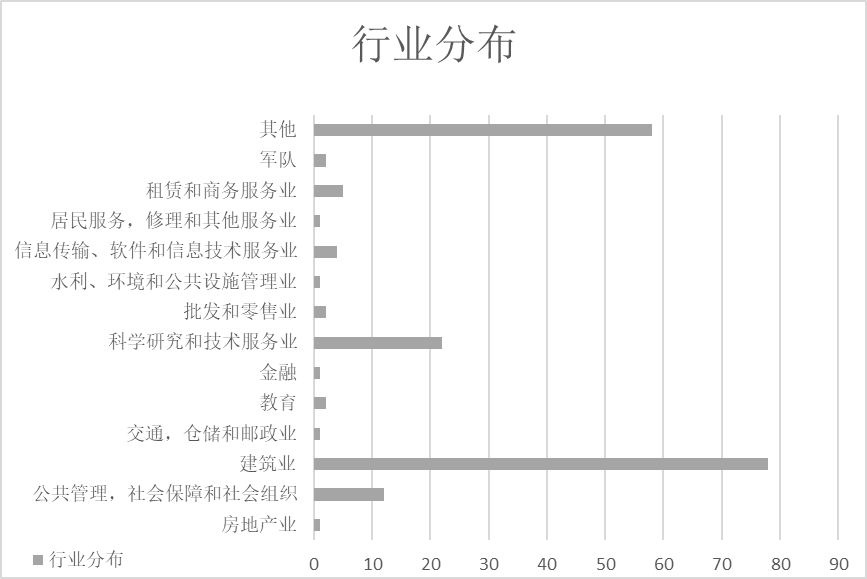 行业分布
其他
军队
租赁和商务服务业
居民服务，修理和其他服务业
信息传输、软件和信息技术服务业
水利、环境和公共设施管理业
批发和零售业
科学研究和技术服务业
金融
教育
交通，仓储和邮政业
建筑业
公共管理，社会保障和社会组织
房地产业
0 10 20 30 40 50 60 70 80 90
行业分布